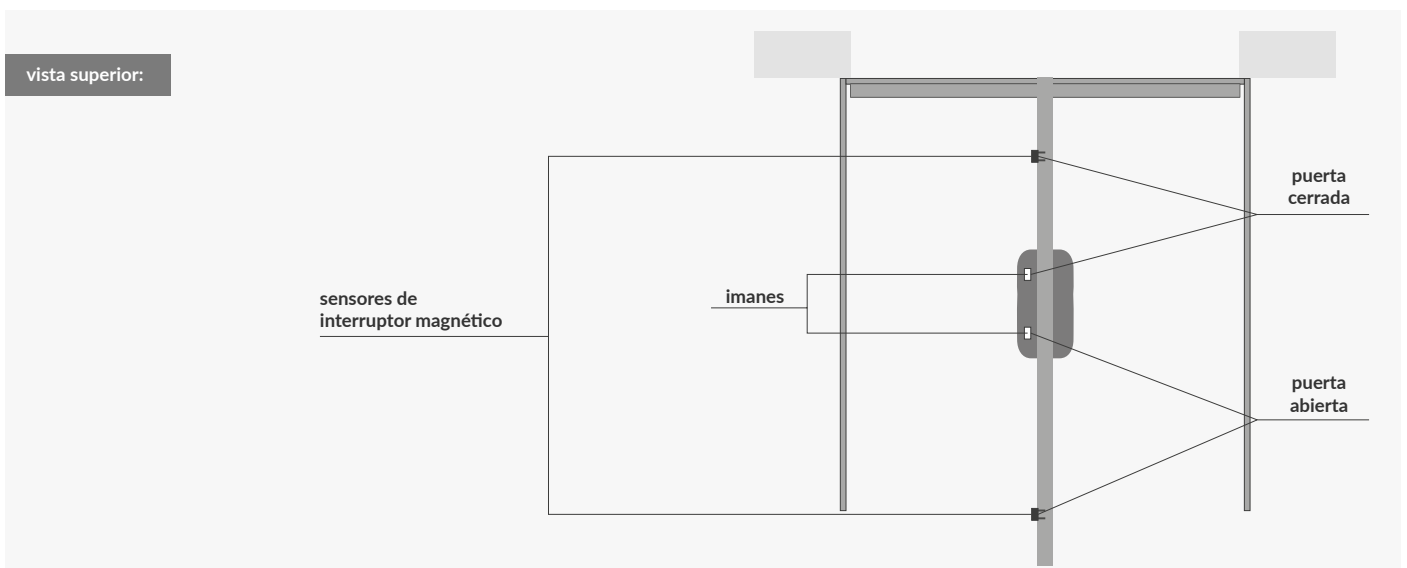 vista superior:
puerta
cerrada
sensores de
interruptor magnético
imanes
puerta
abierta